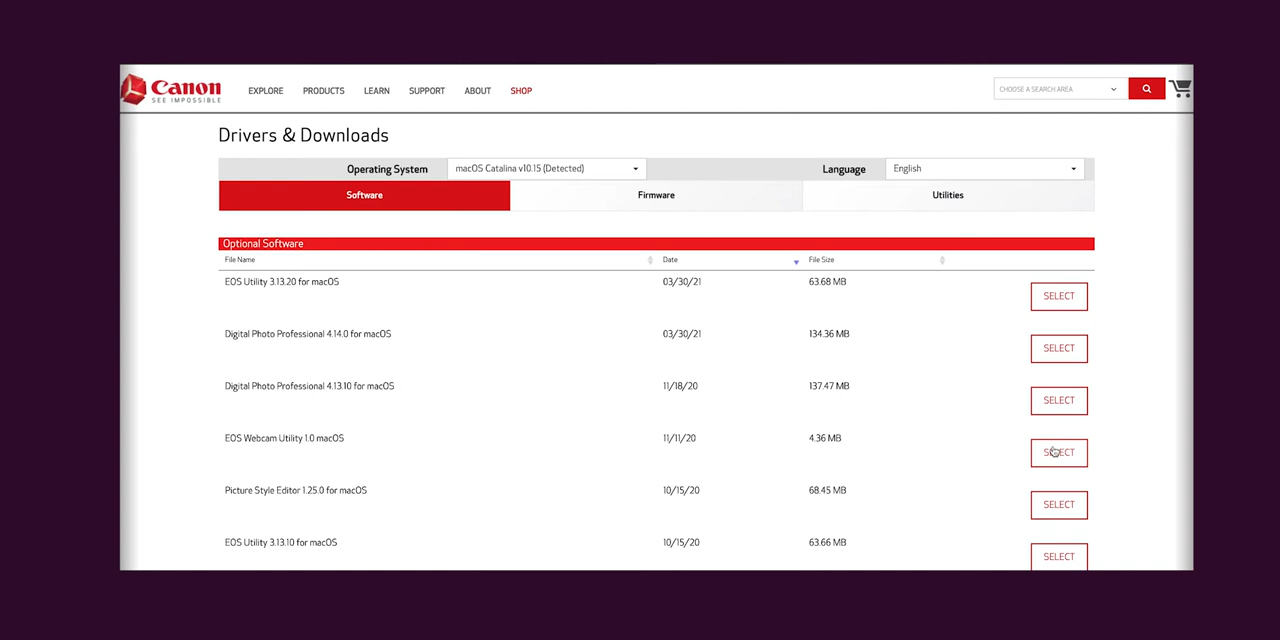 Canon
SEE IMPOSSIBLE
EXPLORE PRODUCTS LEARN SUPPORT ABOUT SHOP
CHOOSE A SEARCH AREA
Drivers & Downloads
Operating System macOS Catalina v10.15 (Detected) Language English
Software Firmware Utilities
Optional Software
File Name Date File Size
EOS Utility 3.13.20 for macOS 03/30/21 63.68 MB SELECT
Digital Photo Professional 4.14.0 for macOS 03/30/21 134.36 MB SELECT
Digital Photo Professional 4.13.10 for macOS 11/18/20 137.47 MB SELECT
EOS Webcam Utility 1.0 macOS 11/11/20 4.36 MB SELECT
Picture Style Editor 1.25.0 for macOS 10/15/20 68.45 MB SELECT
EOS Utility 3.13.10 for macOS 10/15/20 63.66 MB SELECT